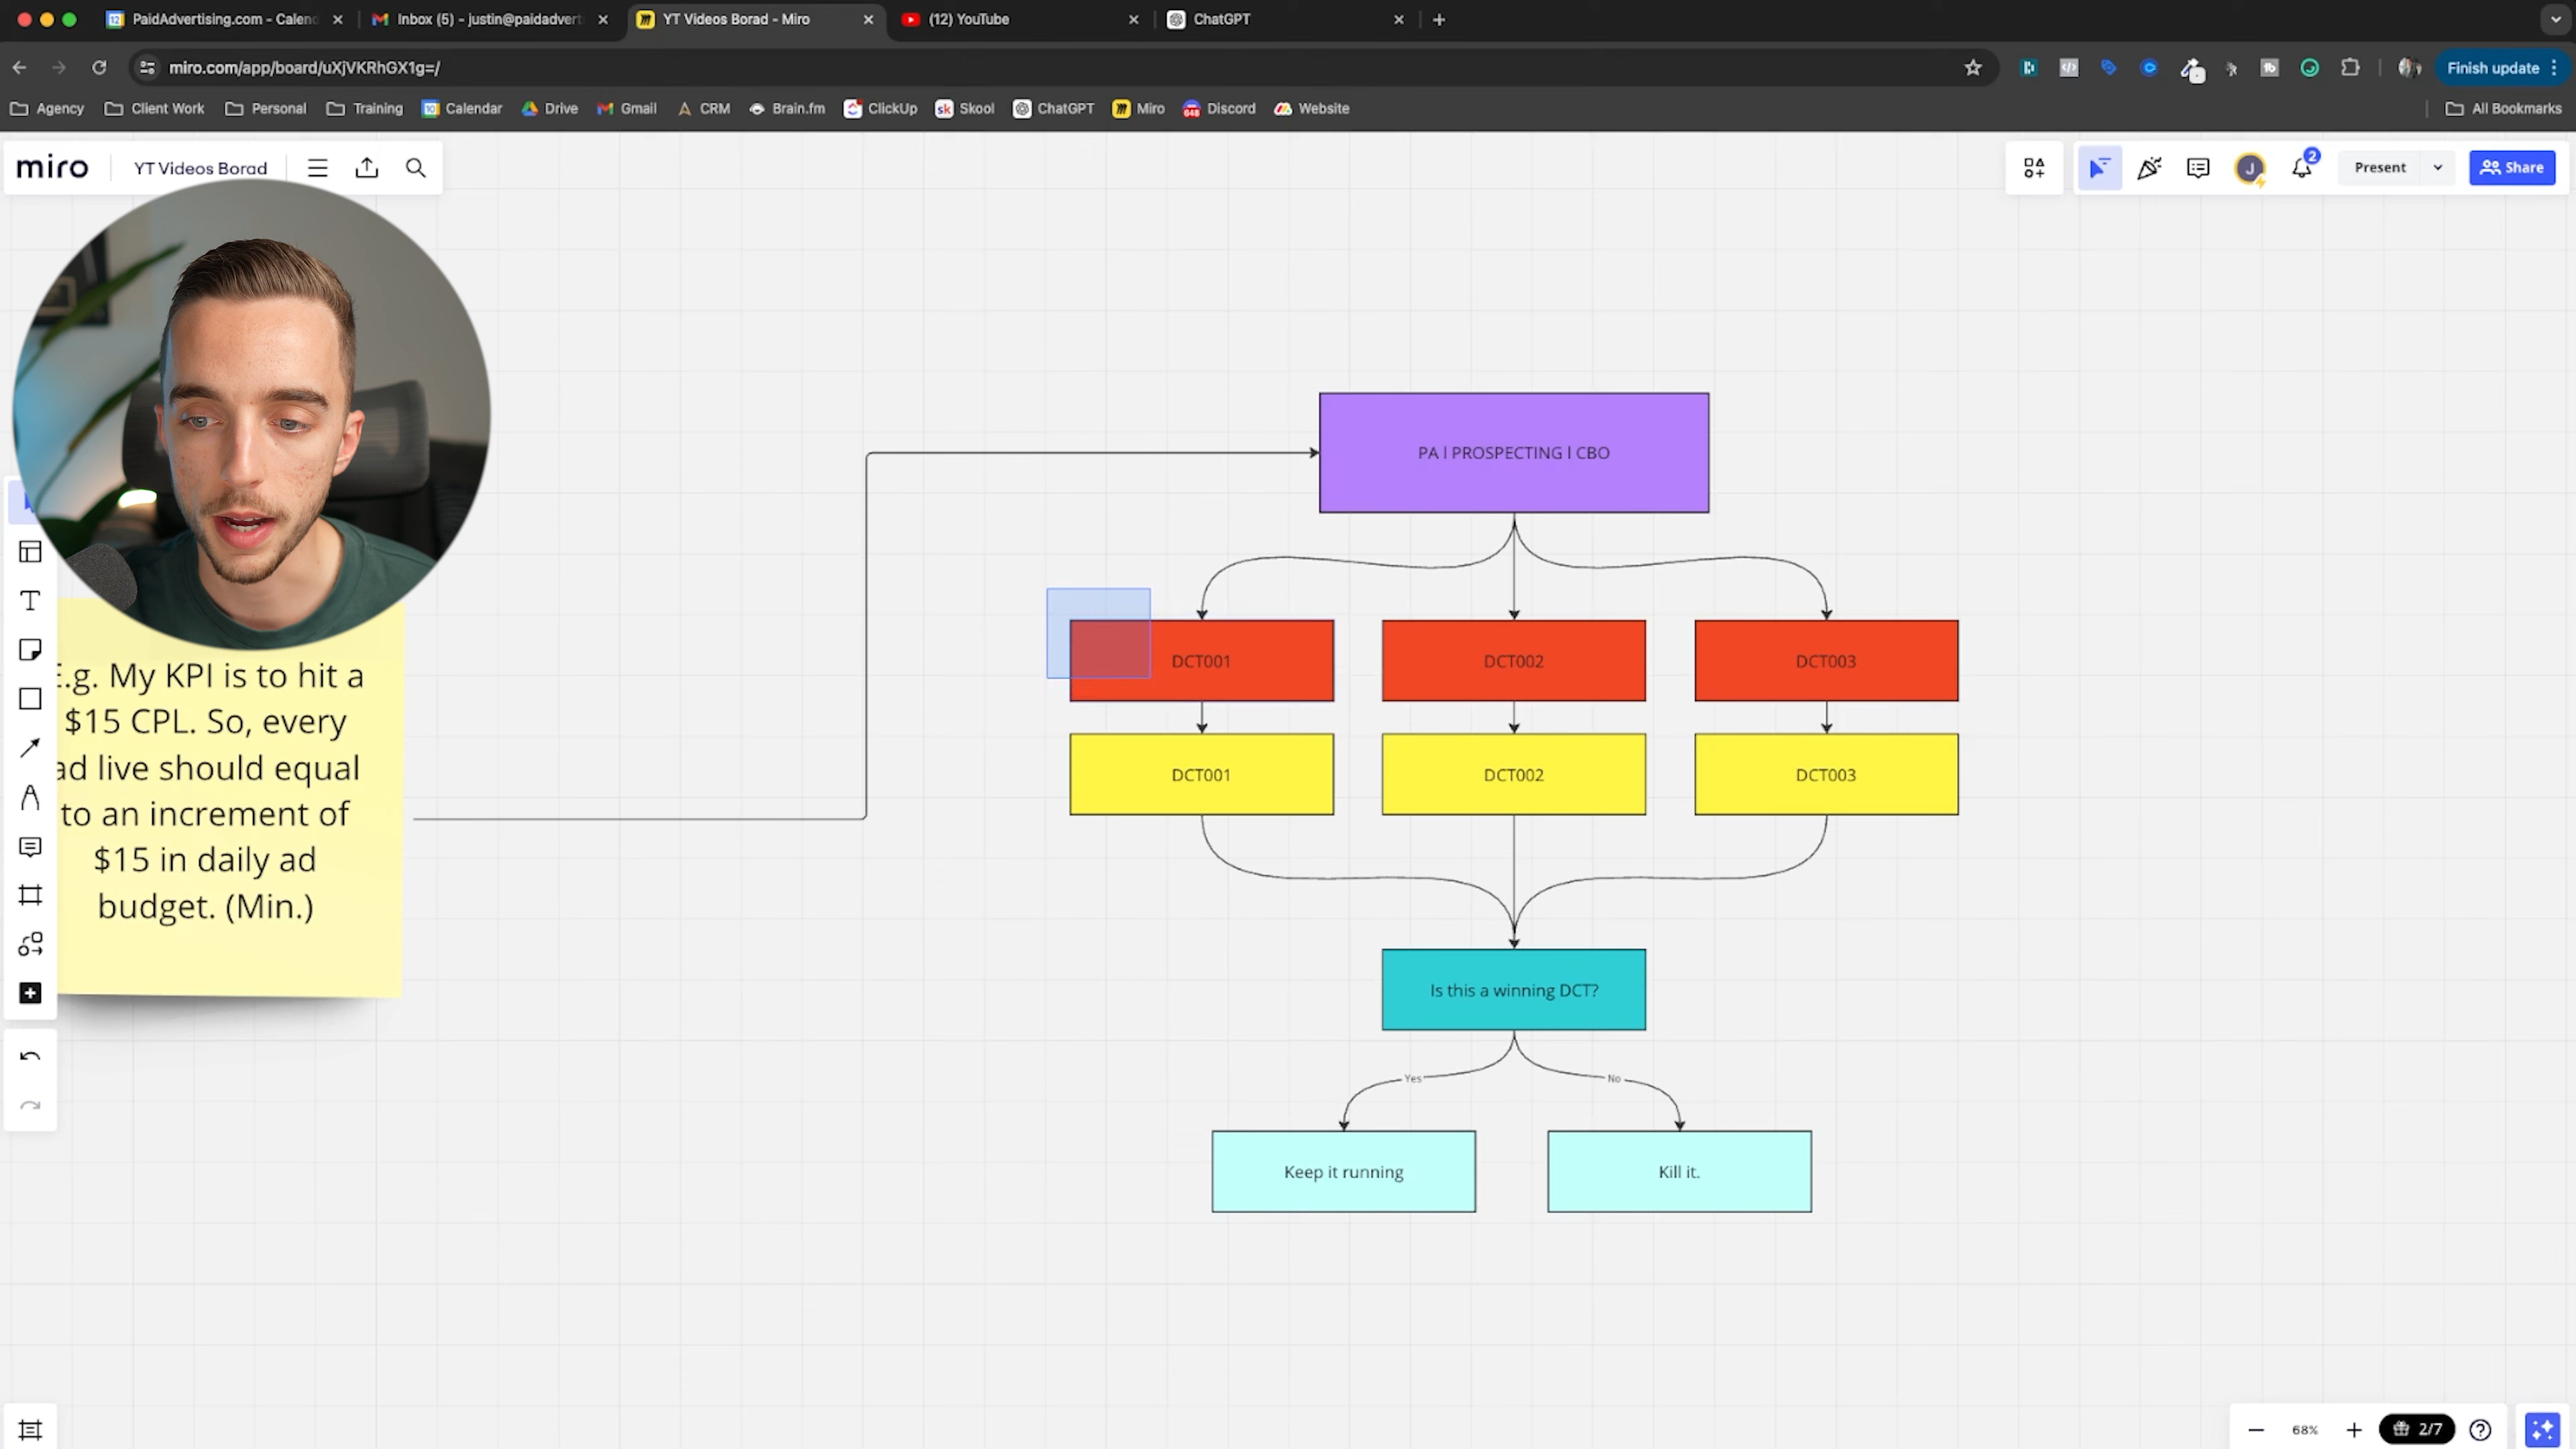 PaidAdvertising.com - Calend
Inbox (5) - justin@paidadvert
YT Videos Borad - Miro
(12) YouTube
ChatGPT
miro.com/app/board/uXjVKRhGX1g=/
Finish update
Agency
Client Work
Personal
Training
Calendar
Drive
Gmail
CRM
Brain.fm
ClickUp
Skool
ChatGPT
Miro
Discord
Website
All Bookmarks
miro
YT Videos Borad
J
2
Present
Share
E.g. My KPI is to hit a
$15 CPL. So, every
ad live should equal
to an increment of
$15 in daily ad
budget. (Min.)
PA | PROSPECTING | CBO
DCT001
DCT002
DCT003
DCT001
DCT002
DCT003
Is this a winning DCT?
Yes
No
Keep it running
Kill it.
68%
2/7